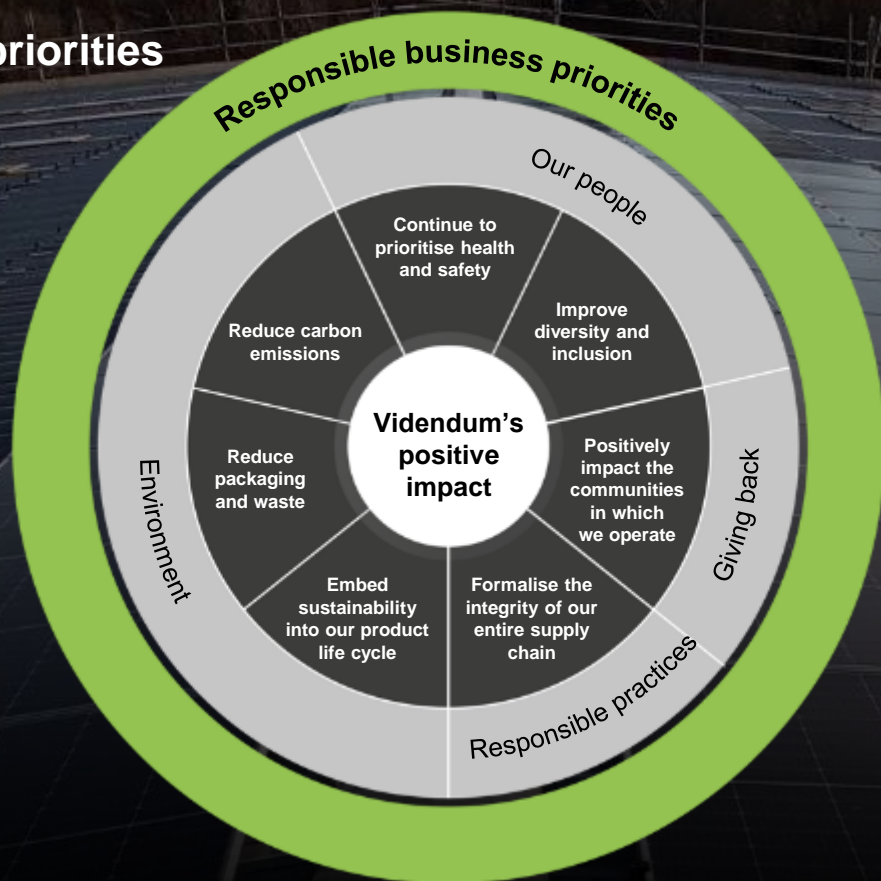 priorities
Responsible business priorities
Our people
Continue to
prioritise health
and safety
Improve
diversity and
inclusion
Giving back
Positively
impact the
communities
in which
we operate
Responsible practices
Formalise the
integrity of our
entire supply
chain
Environment
Embed
sustainability
into our product
life cycle
Reduce
packaging
and waste
Reduce carbon
emissions
Videndum’s
positive
impact